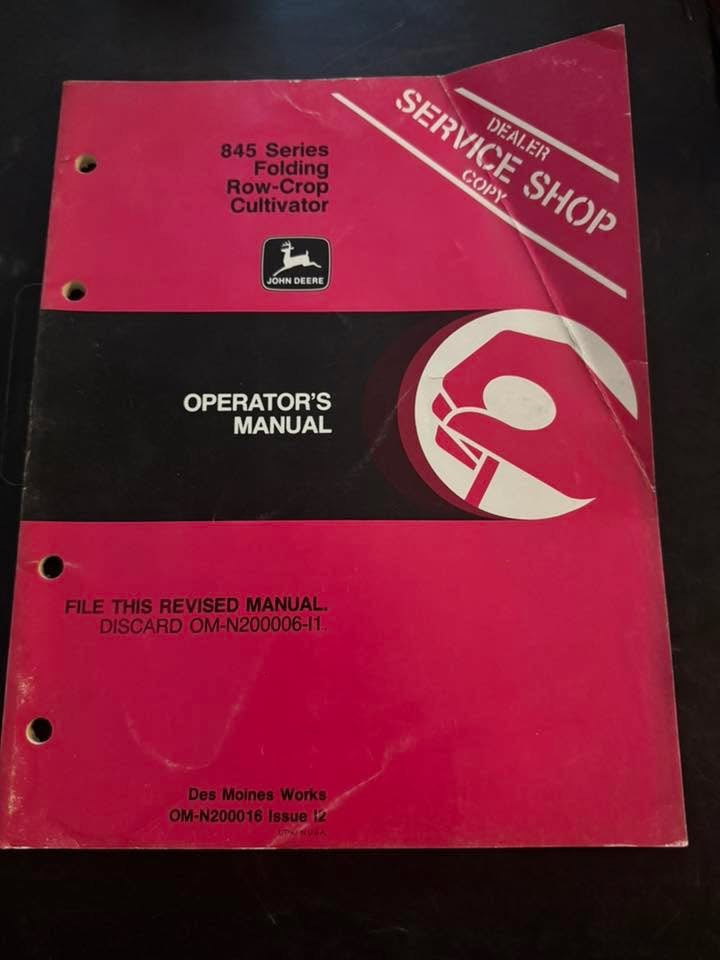 845 Series
Folding
Row-Crop
Cultivator
JOHN DEERE
DEALER
SERVICE SHOP
COPY
OPERATOR'S
MANUAL
FILE THIS REVISED MANUAL.
DISCARD OM-N200006-I1.
Des Moines Works
OM-N200016 Issue I2